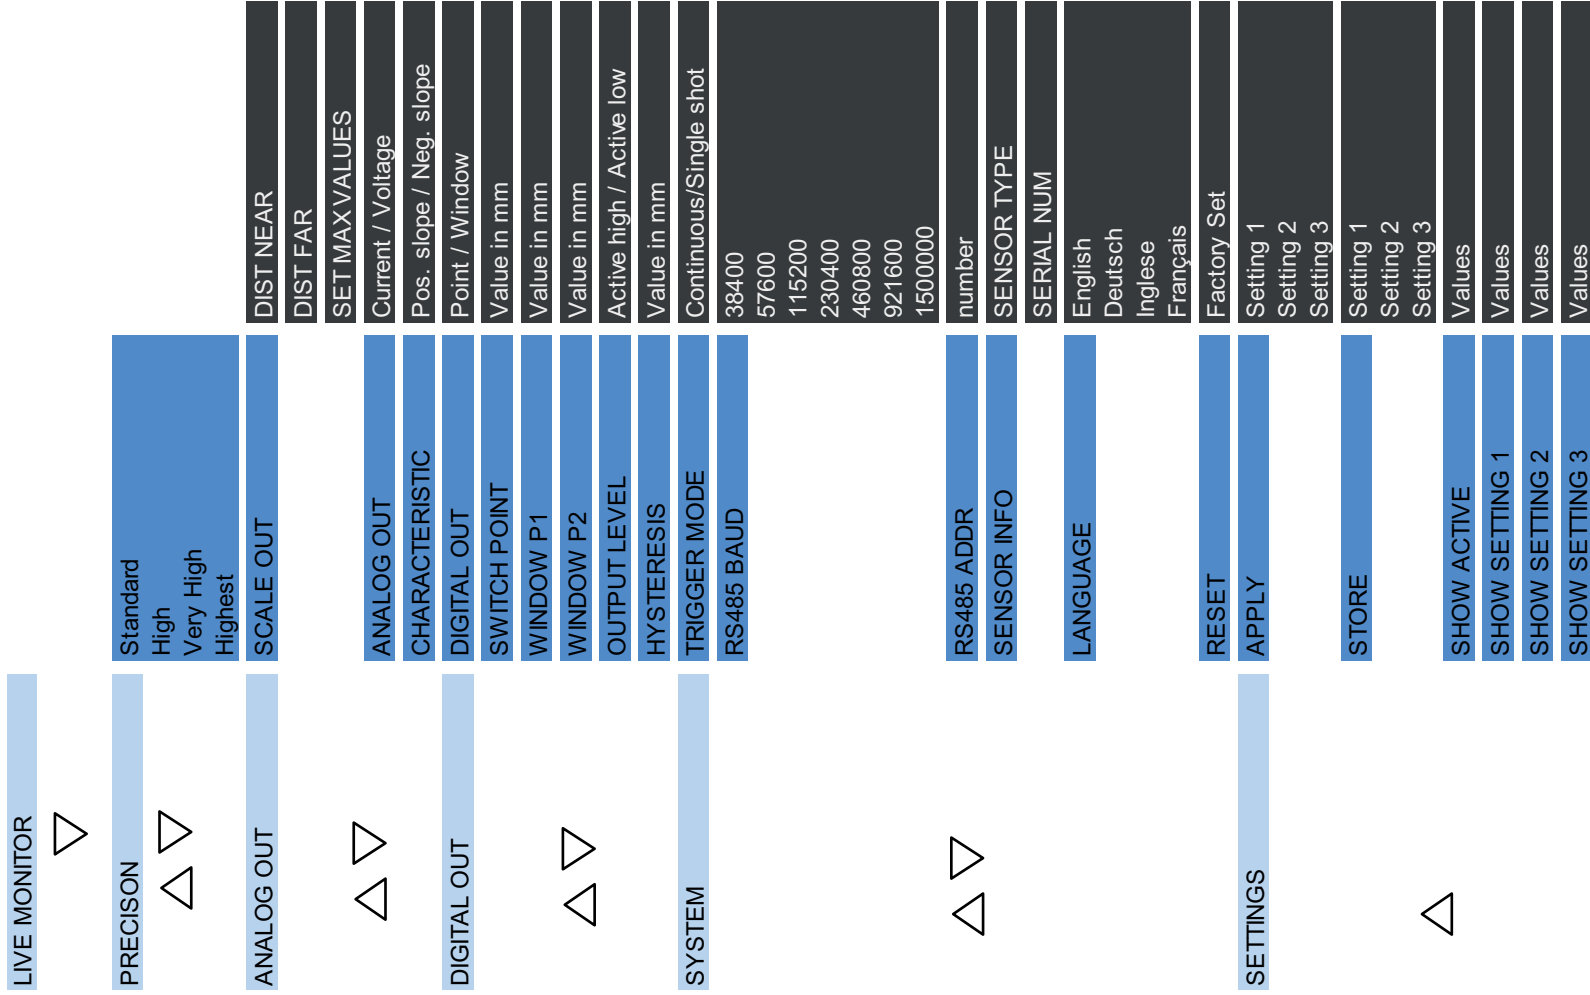 LIVE MONITOR
PRECISON
Standard
High
Very High
Highest
ANALOG OUT
SCALE OUT
DIST NEAR
DIST FAR
SET MAX VALUES
ANALOG OUT
Current / Voltage
CHARACTERISTIC
Pos. slope / Neg. slope
DIGITAL OUT
DIGITAL OUT
Point / Window
SWITCH POINT
Value in mm
WINDOW P1
Value in mm
WINDOW P2
Value in mm
OUTPUT LEVEL
Active high / Active low
HYSTERESIS
Value in mm
SYSTEM
TRIGGER MODE
Continuous/Single shot
RS485 BAUD
38400
57600
115200
230400
460800
921600
1500000
RS485 ADDR
number
SENSOR INFO
SENSOR TYPE
SERIAL NUM
LANGUAGE
English
Deutsch
Inglese
Français
RESET
Factory Set
SETTINGS
APPLY
Setting 1
Setting 2
Setting 3
STORE
Setting 1
Setting 2
Setting 3
SHOW ACTIVE
Values
SHOW SETTING 1
Values
SHOW SETTING 2
Values
SHOW SETTING 3
Values